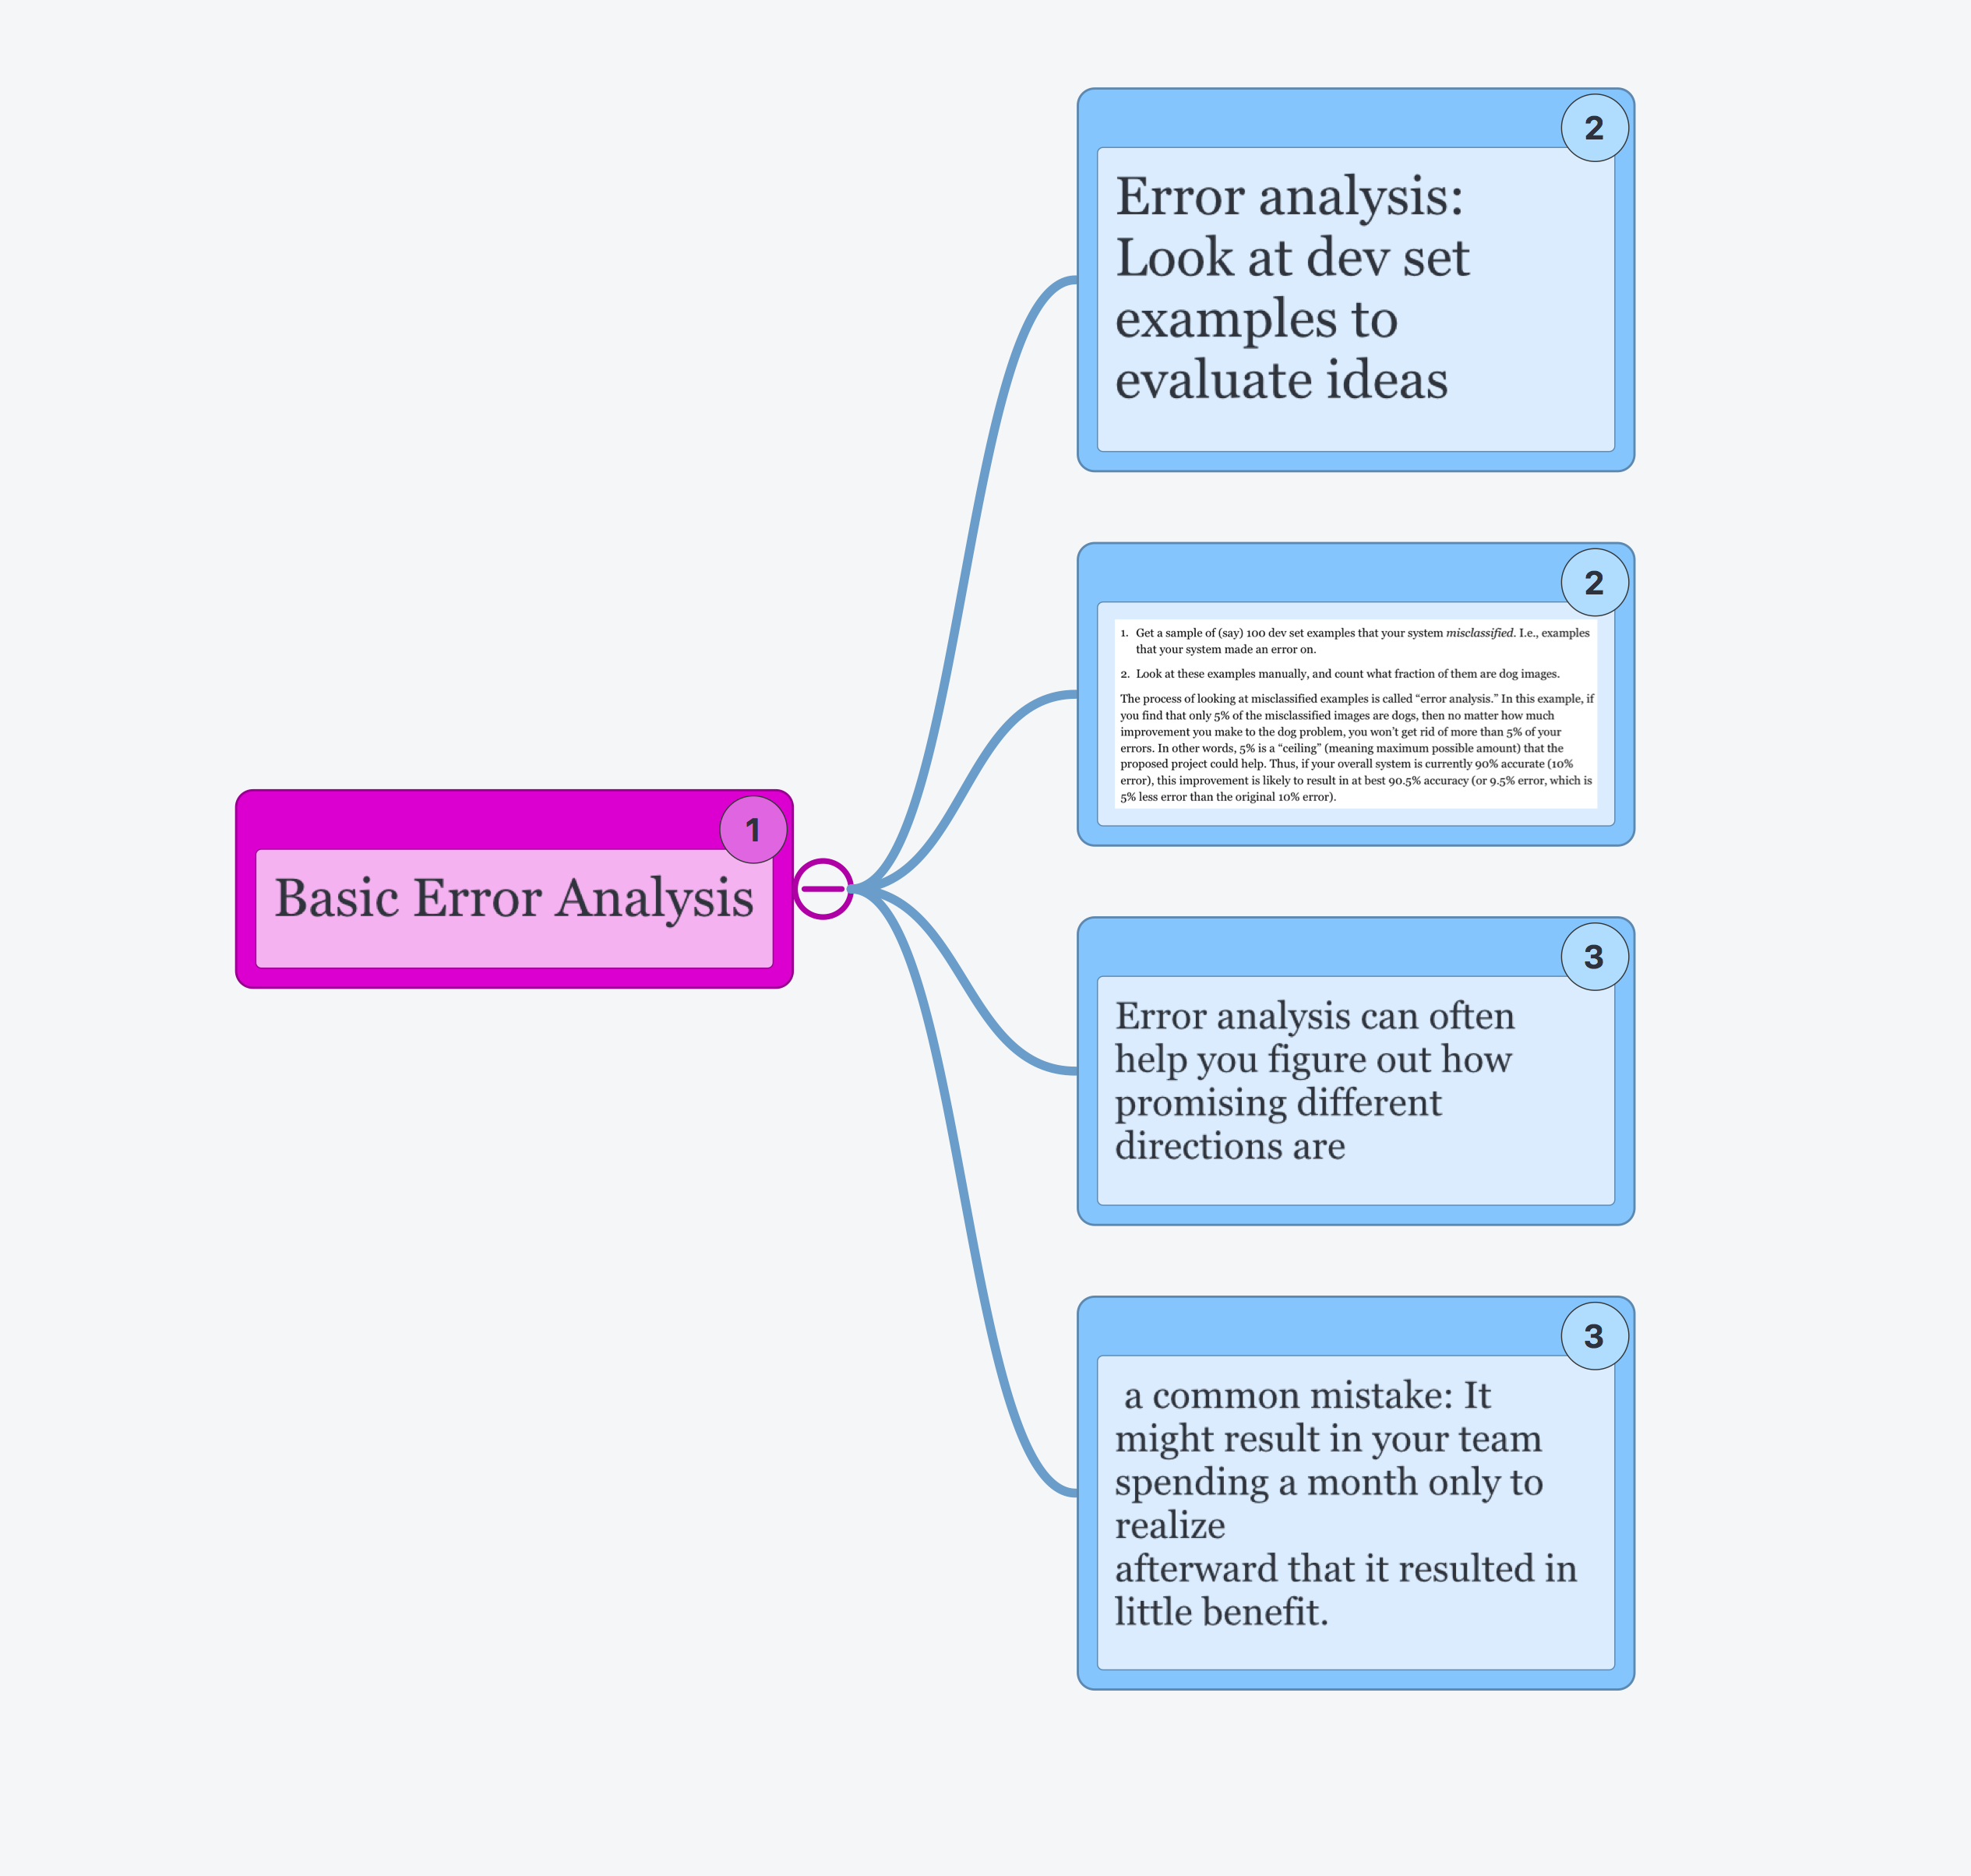 2
Error analysis:
Look at dev set
examples to
evaluate ideas
2
1. Get a sample of (say) 100 dev set examples that your system misclassified. I.e., examples
that your system made an error on.
2. Look at these examples manually, and count what fraction of them are dog images.
The process of looking at misclassified examples is called “error analysis.” In this example, if
you find that only 5% of the misclassified images are dogs, then no matter how much
improvement you make to the dog problem, you won’t get rid of more than 5% of your
errors. In other words, 5% is a “ceiling” (meaning maximum possible amount) that the
proposed project could help. Thus, if your overall system is currently 90% accurate (10%
error), this improvement is likely to result in at best 90.5% accuracy (or 9.5% error, which is
5% less error than the original 10% error).
1
Basic Error Analysis
3
Error analysis can often
help you figure out how
promising different
directions are
3
a common mistake: It
might result in your team
spending a month only to
realize
afterward that it resulted in
little benefit.